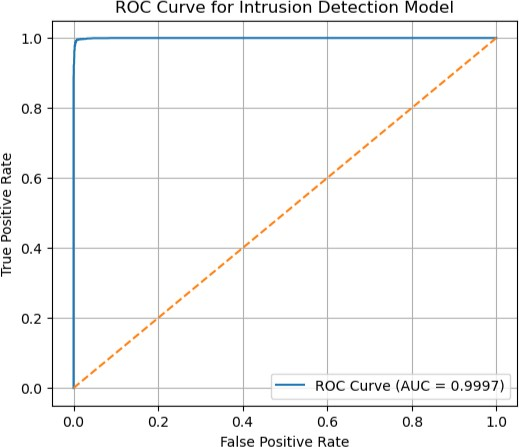 ROC Curve for Intrusion Detection Model
True Positive Rate
1.0
0.8
0.6
0.4
0.2
0.0
ROC Curve (AUC = 0.9997)
0.0 0.2 0.4 0.6 0.8 1.0
False Positive Rate